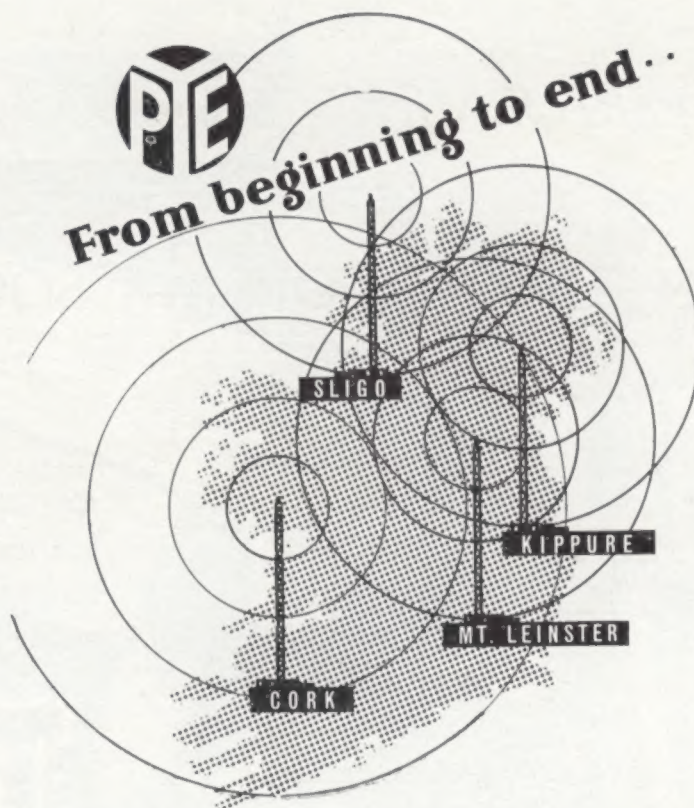 PYE
From beginning to end..
SLIGO
KIPPURE
MT. LEINSTER
CORK